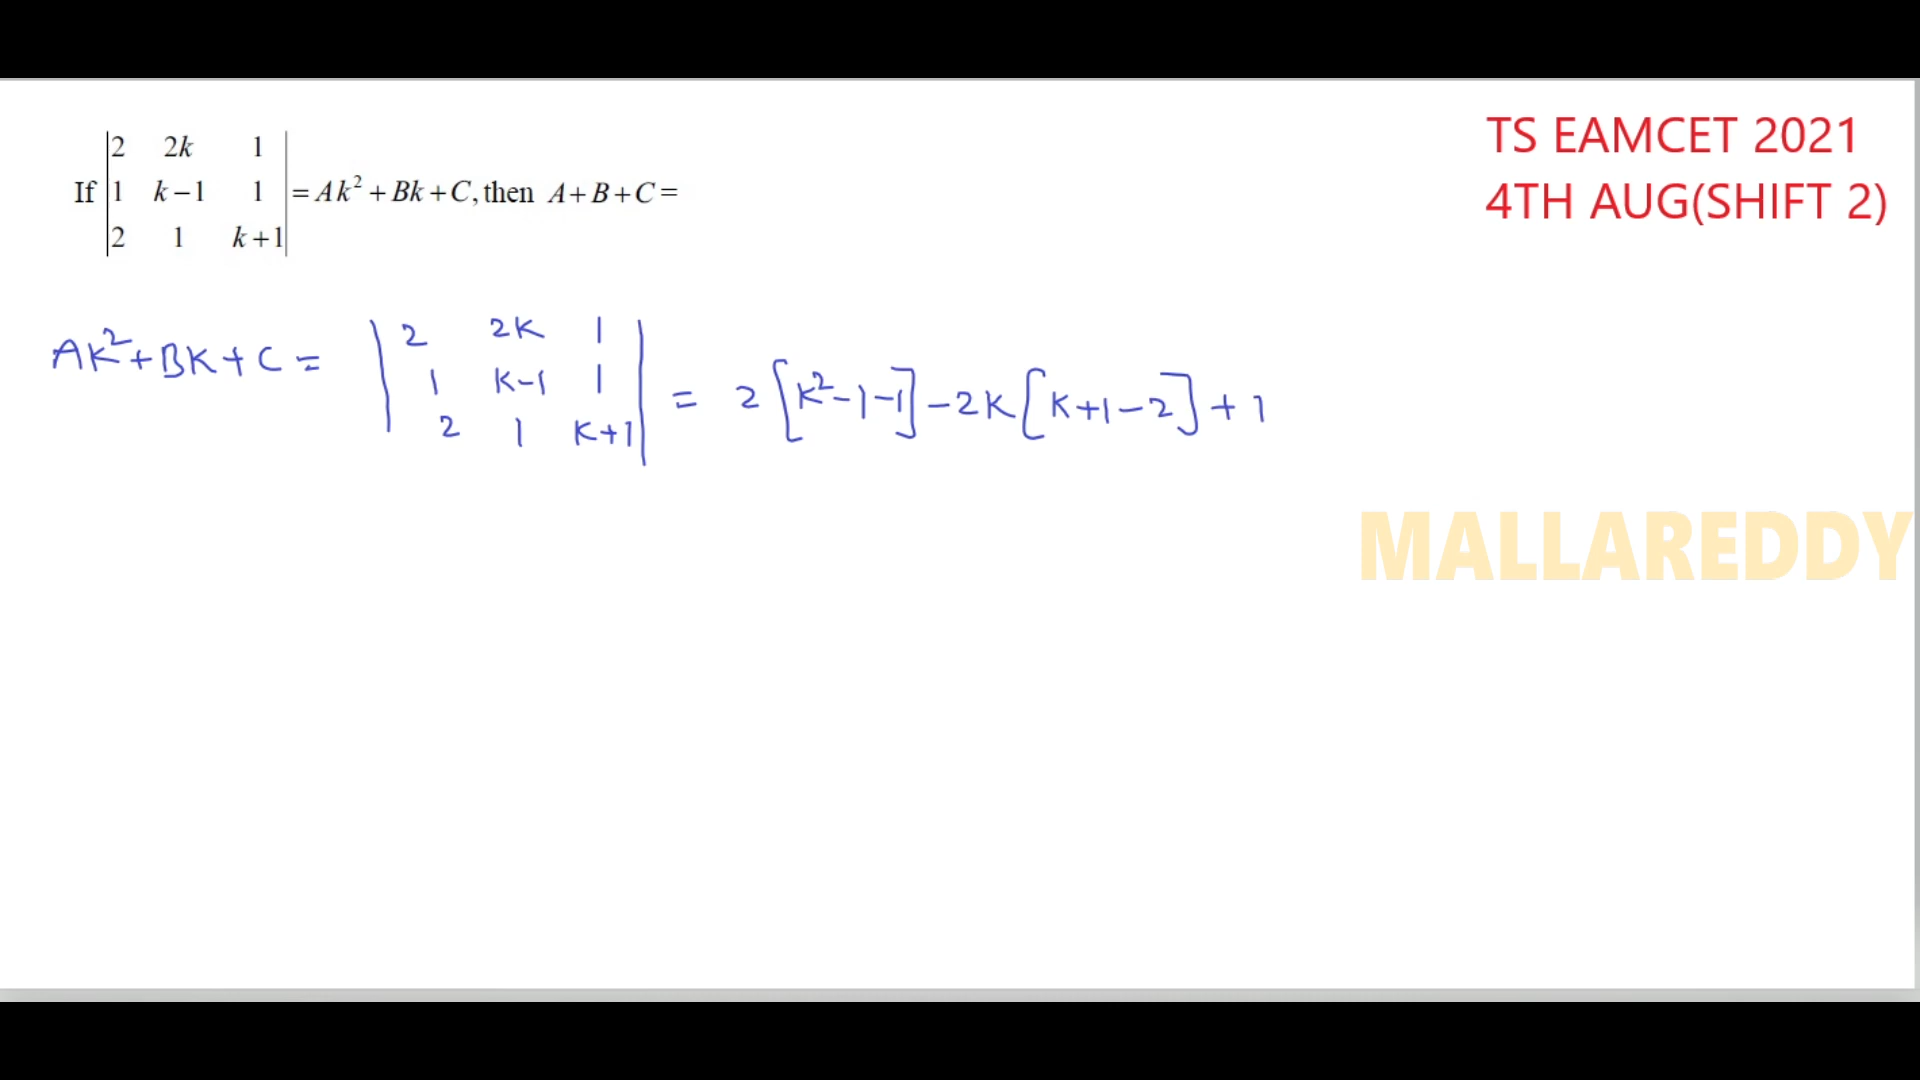 TS EAMCET 2021
4TH AUG(SHIFT 2)
If |2 2k 1|
|1 k−1 1| = Ak² + Bk + C, then A + B + C =
|2 1 k+1|
AK²+BK+C = |2 2K 1|
|1 K-1 1| = 2[K²-1-1]-2K[K+1-2]+1
|2 1 K+1|
MALLAREDDY